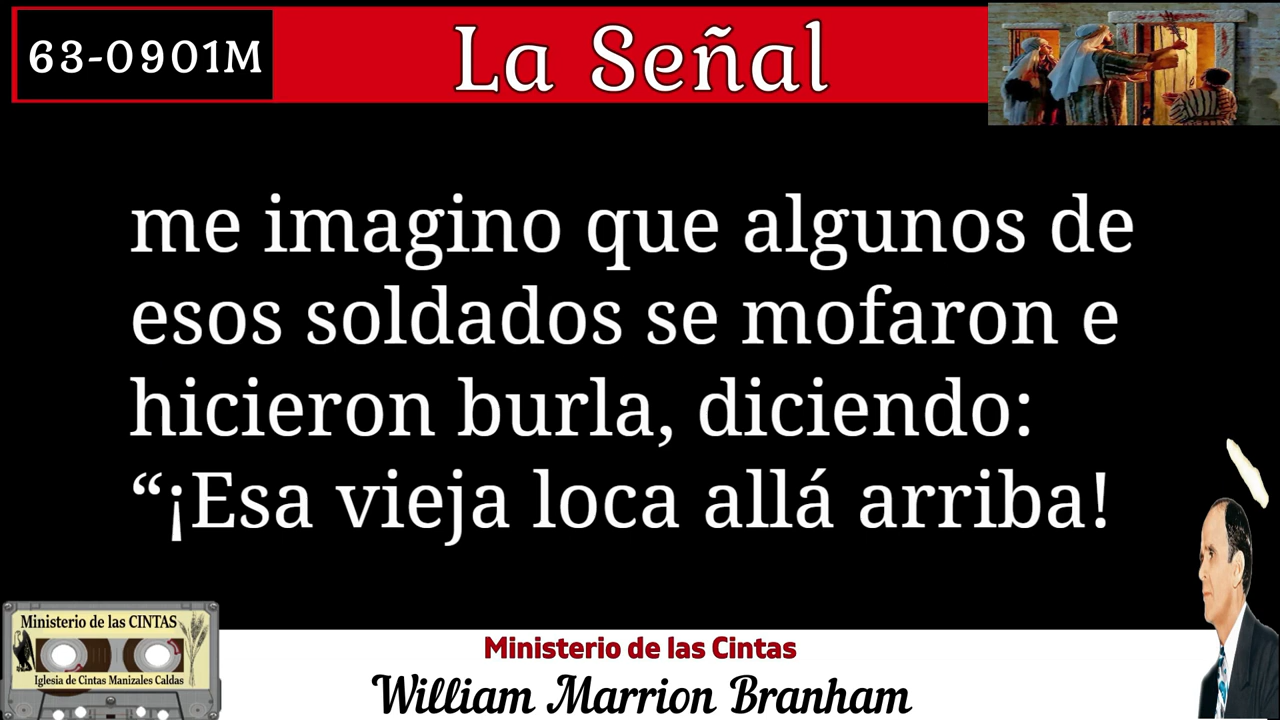 63-0901M
La Señal
me imagino que algunos de
esos soldados se mofaron e
hicieron burla, diciendo:
“¡Esa vieja loca allá arriba!
Ministerio de las CINTAS
Iglesia de Cintas Manizales Caldas
Ministerio de las Cintas
William Marrion Branham